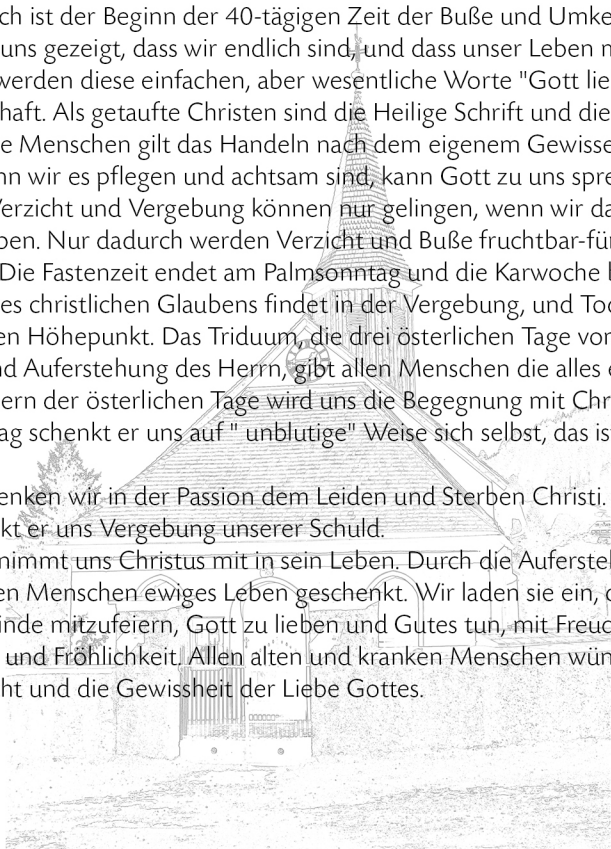 ch ist der Beginn der 40-tägigen Zeit der Buße und Umke
uns gezeigt, dass wir endlich sind, und dass unser Leben
werden diese einfachen, aber wesentliche Worte "Gott lie
haft. Als getaufte Christen sind die Heilige Schrift und die
e Menschen gilt das Handeln nach dem eigenem Gewisse
nn wir es pflegen und achtsam sind, kann Gott zu uns spre
Verzicht und Vergebung können nur gelingen, wenn wir da
ben. Nur dadurch werden Verzicht und Buße fruchtbar-fü
Die Fastenzeit endet am Palmsonntag und die Karwoche
es christlichen Glaubens findet in der Vergebung, und Tod
en Höhepunkt. Das Triduum, die drei österlichen Tage vor
nd Auferstehung des Herrn, gibt allen Menschen die alles
ern der österlichen Tage wird uns die Begegnung mit Chr
ag schenkt er uns auf " unblutige" Weise sich selbst, das is
enken wir in der Passion dem Leiden und Sterben Christi.
kt er uns Vergebung unserer Schuld.
nimmt uns Christus mit in sein Leben. Durch die Auferste
en Menschen ewiges Leben geschenkt. Wir laden sie ein,
inde mitzufeiern, Gott zu lieben und Gutes tun, mit Freud
und Fröhlichkeit. Allen alten und kranken Menschen wün
ht und die Gewissheit der Liebe Gottes.